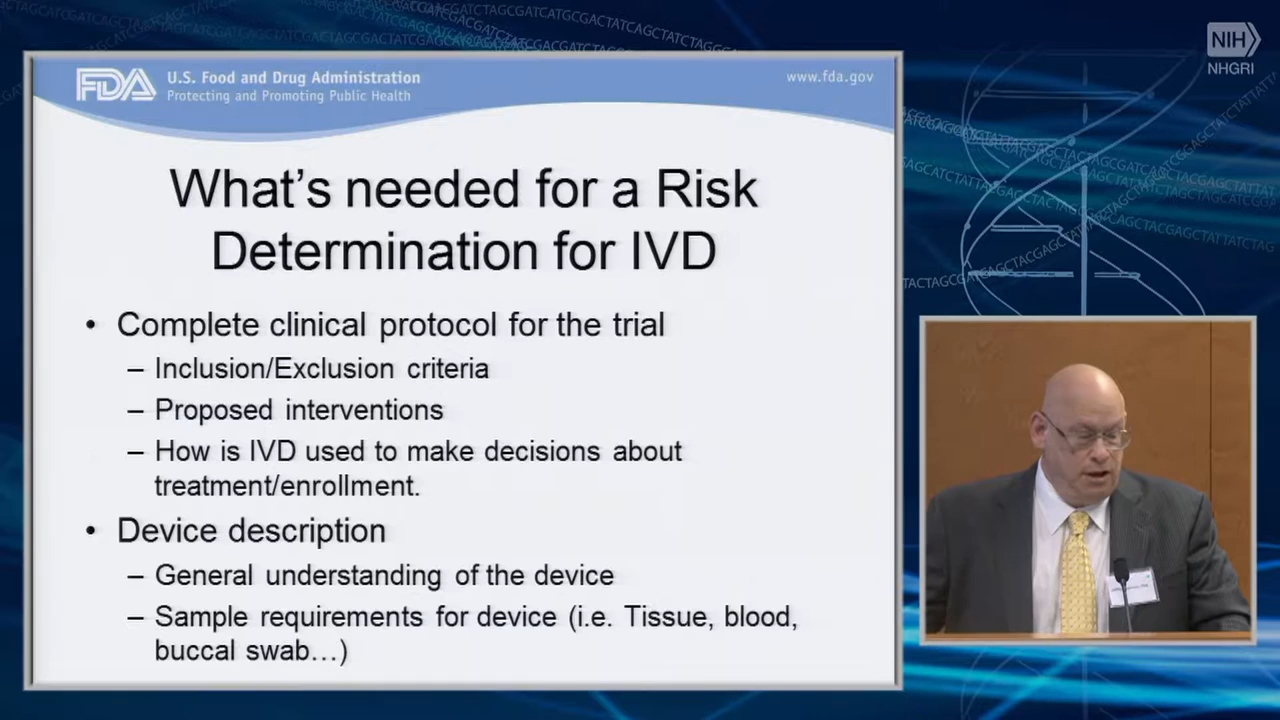 NIH
NHGRI
FDA U.S. Food and Drug Administration
Protecting and Promoting Public Health
www.fda.gov
What's needed for a Risk
Determination for IVD
• Complete clinical protocol for the trial
– Inclusion/Exclusion criteria
– Proposed interventions
– How is IVD used to make decisions about
treatment/enrollment.
• Device description
– General understanding of the device
– Sample requirements for device (i.e. Tissue, blood,
buccal swab…)